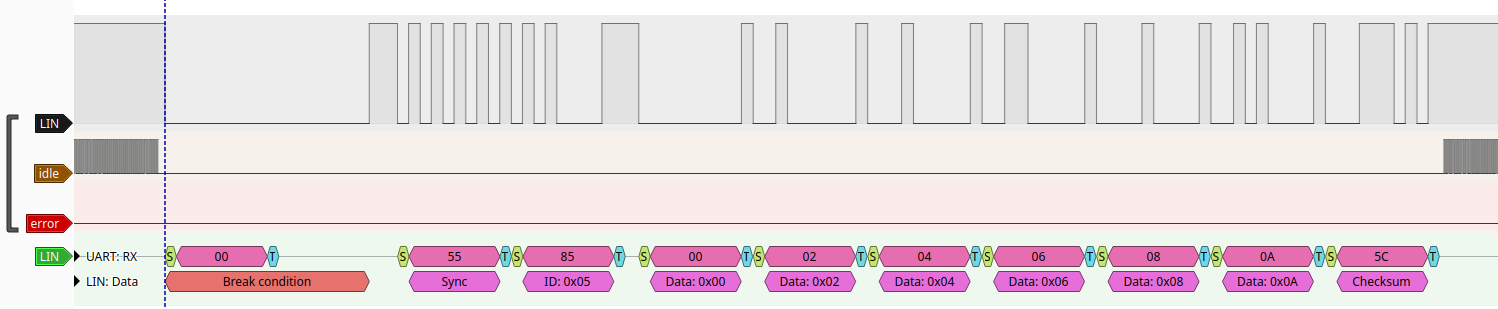 LIN
idle
error
LIN UART: RX S 00 T S 55 T S 85 T S 00 T S 02 T S 04 T S 06 T S 08 T S 0A T S 5C T
LIN: Data Break condition Sync ID: 0x05 Data: 0x00 Data: 0x02 Data: 0x04 Data: 0x06 Data: 0x08 Data: 0x0A Checksum